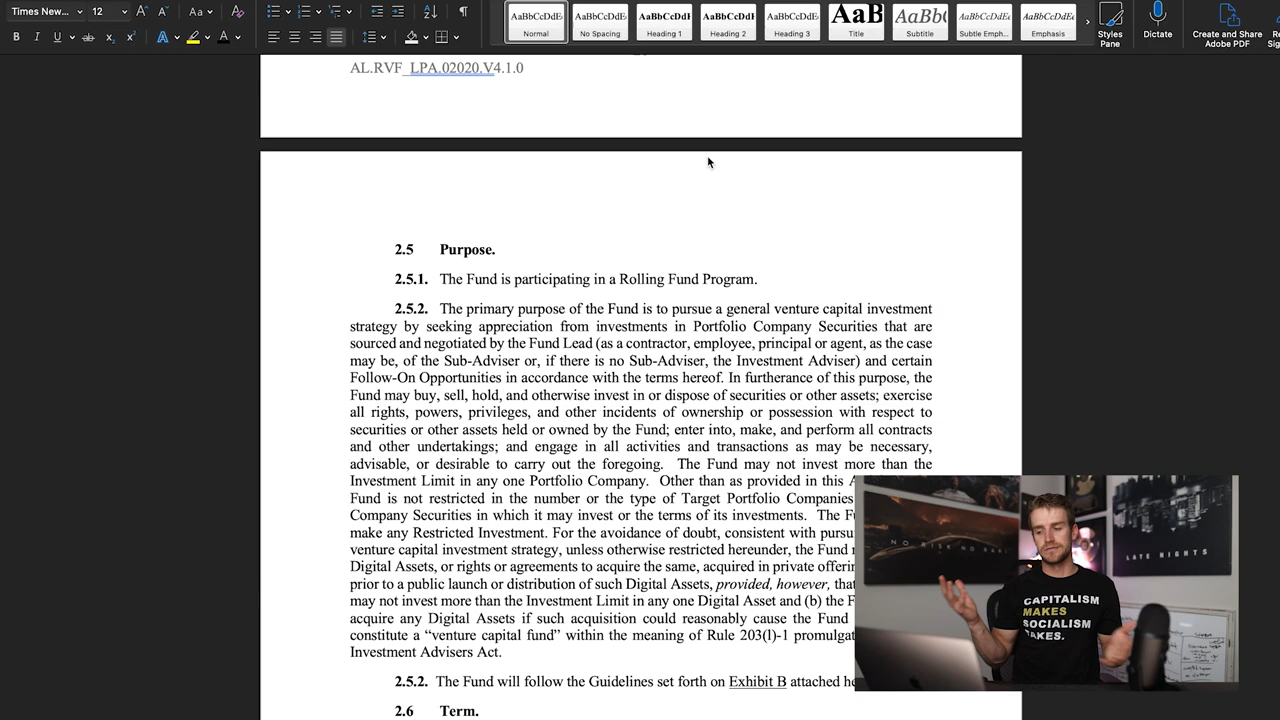 Times New...
12
Aa
AaBbCcDdEe
AaBbCcDdEe
AaBbCcDdE
AaBbCcDdE
AaBbCcDdE
AaB
AaBb
AaBbCcDdEe
AaBbCcDdEe
Normal
No Spacing
Heading 1
Heading 2
Heading 3
Title
Subtitle
Subtle Emph...
Emphasis
Styles
Pane
Dictate
Create and Share
Adobe PDF
B I U ab x₂ x²
AL.RVF_LPA.02020.V4.1.0
2.5 Purpose.
2.5.1. The Fund is participating in a Rolling Fund Program.
2.5.2. The primary purpose of the Fund is to pursue a general venture capital investment
strategy by seeking appreciation from investments in Portfolio Company Securities that are
sourced and negotiated by the Fund Lead (as a contractor, employee, principal or agent, as the case
may be, of the Sub-Adviser or, if there is no Sub-Adviser, the Investment Adviser) and certain
Follow-On Opportunities in accordance with the terms hereof. In furtherance of this purpose, the
Fund may buy, sell, hold, and otherwise invest in or dispose of securities or other assets; exercise
all rights, powers, privileges, and other incidents of ownership or possession with respect to
securities or other assets held or owned by the Fund; enter into, make, and perform all contracts
and other undertakings; and engage in all activities and transactions as may be necessary,
advisable, or desirable to carry out the foregoing. The Fund may not invest more than the
Investment Limit in any one Portfolio Company. Other than as provided in this A
Fund is not restricted in the number or the type of Target Portfolio Companies
Company Securities in which it may invest or the terms of its investments. The Fu
make any Restricted Investment. For the avoidance of doubt, consistent with pursu
venture capital investment strategy, unless otherwise restricted hereunder, the Fund
Digital Assets, or rights or agreements to acquire the same, acquired in private offerin
prior to a public launch or distribution of such Digital Assets, provided, however, that
may not invest more than the Investment Limit in any one Digital Asset and (b) the F
acquire any Digital Assets if such acquisition could reasonably cause the Fund
constitute a “venture capital fund” within the meaning of Rule 203(l)-1 promulgat
Investment Advisers Act.
2.5.2. The Fund will follow the Guidelines set forth on Exhibit B attached he
2.6 Term.
NO RISK NO
LATE NIGHTS
CAPITALISM
MAKES
SOCIALISM
TAKES.